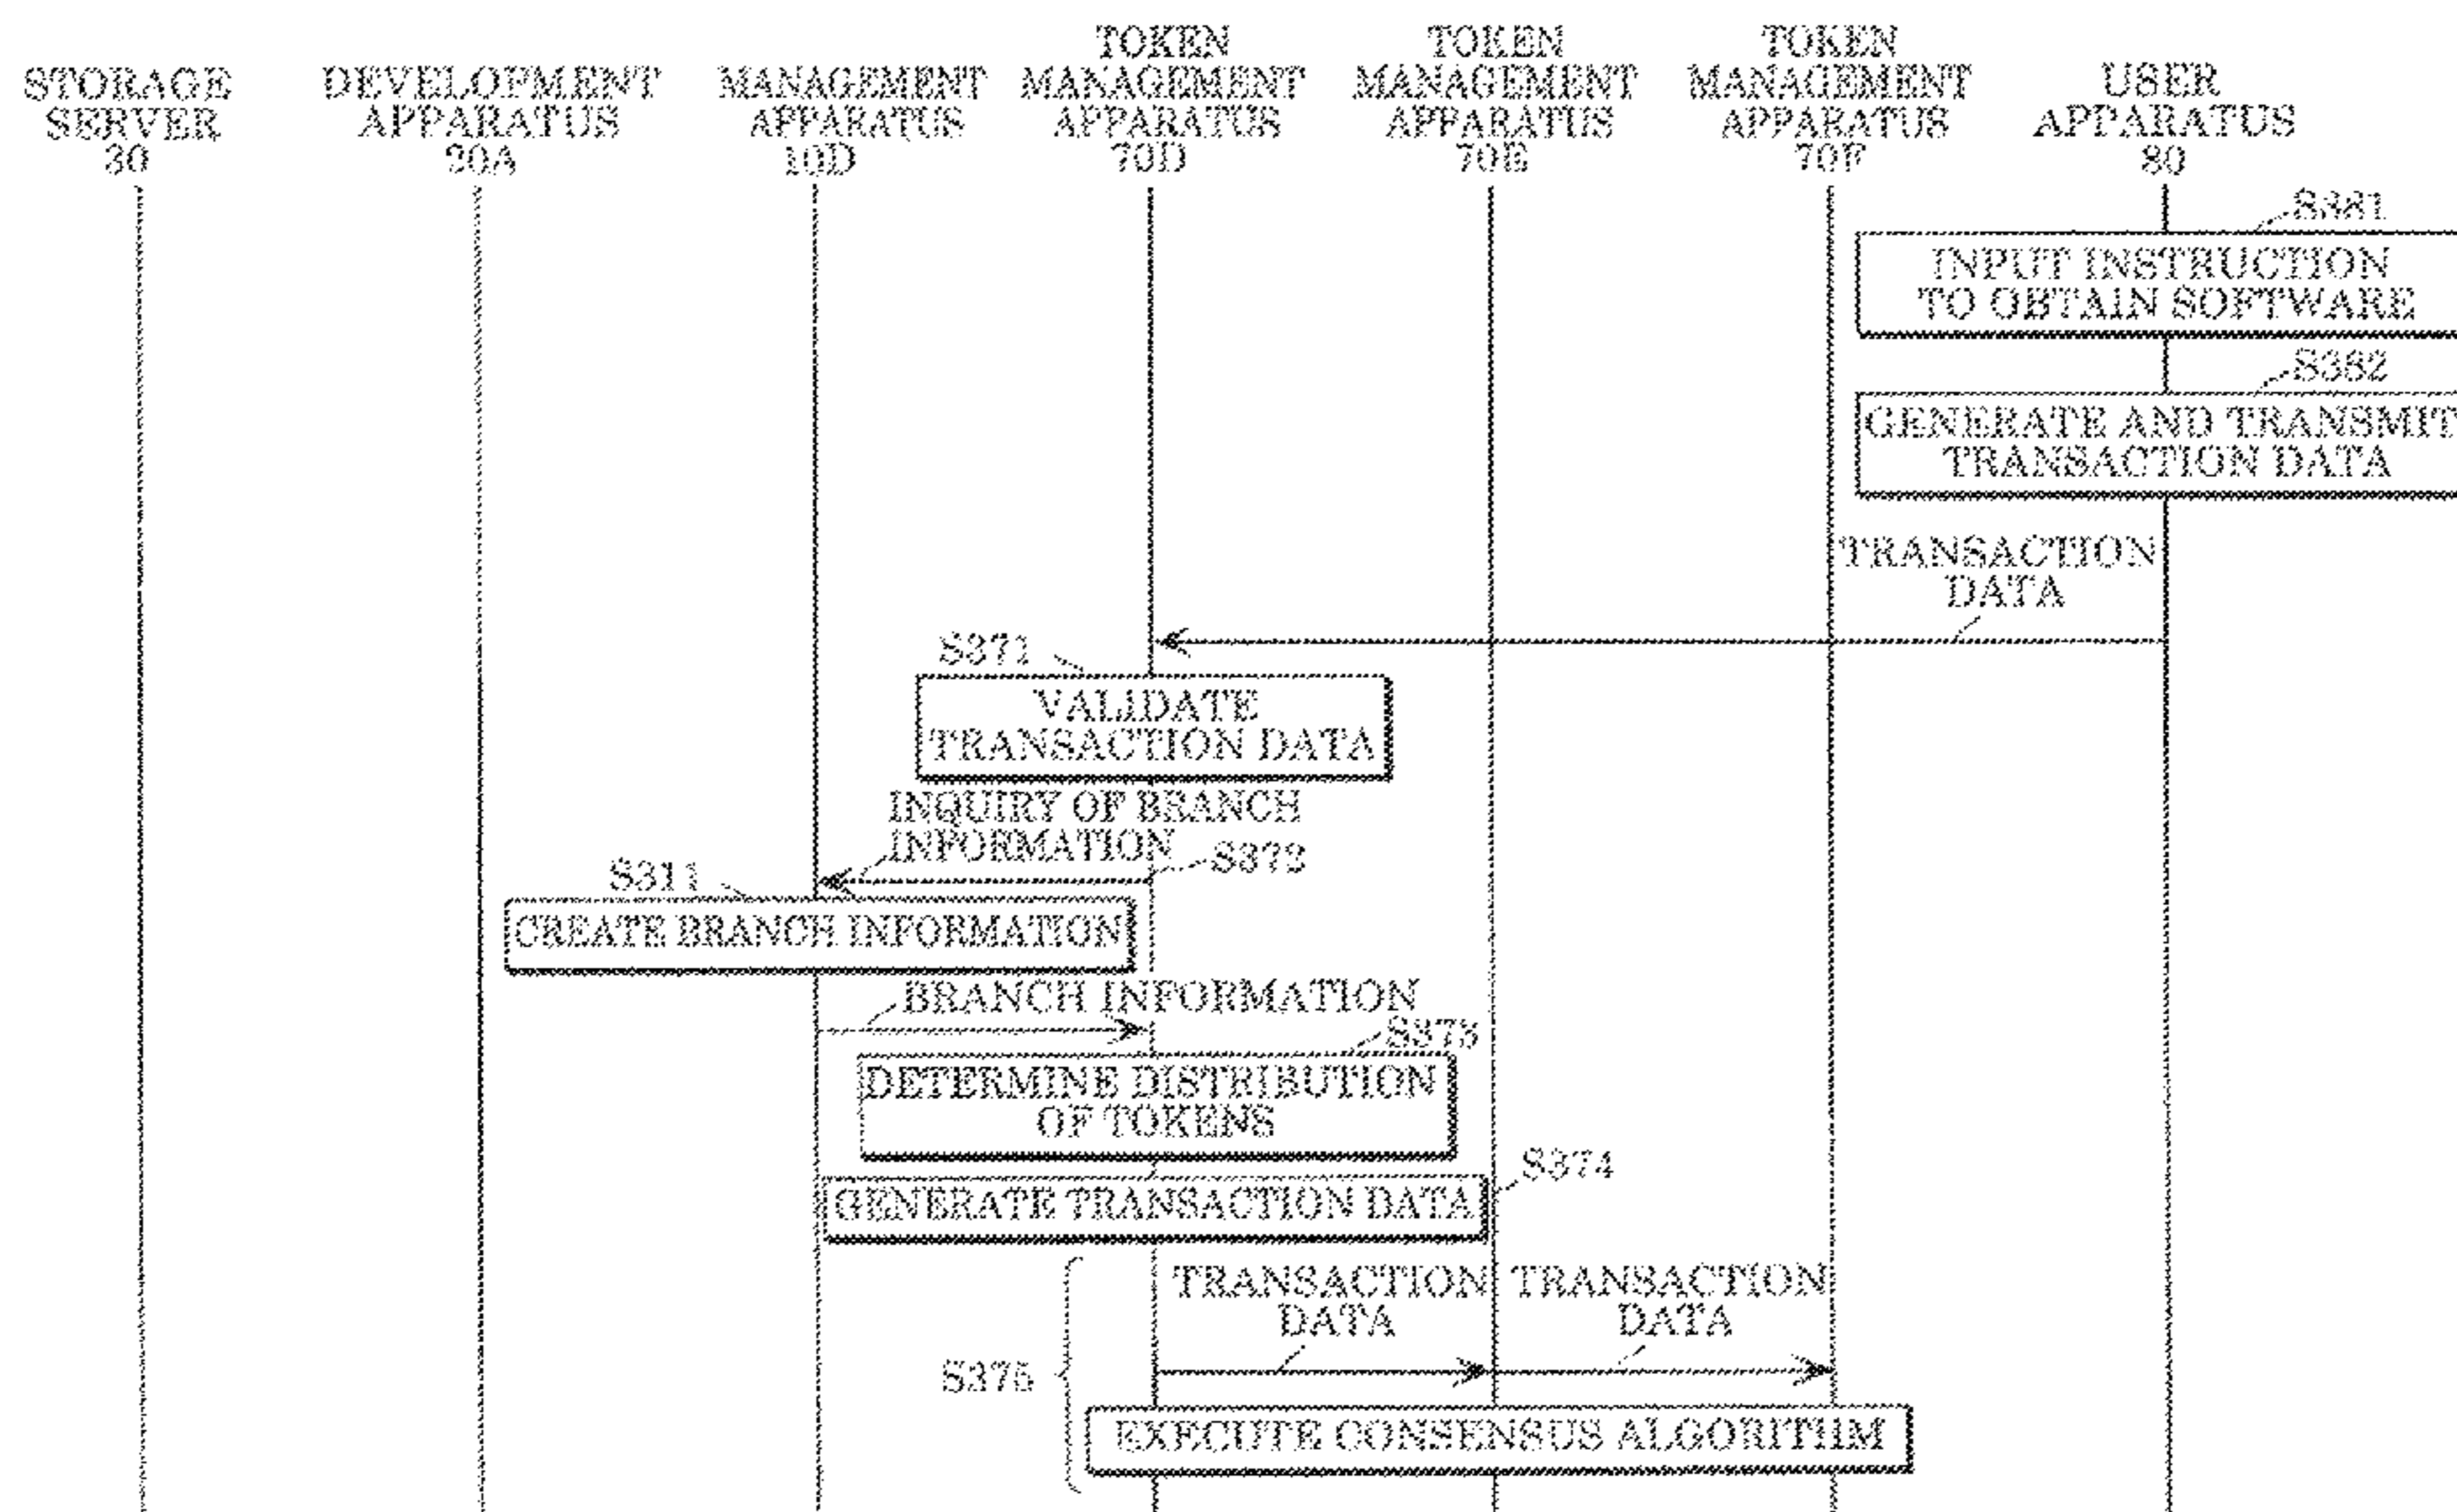 STORAGE
SERVER
30
DEVELOPMENT
APPARATUS
20A
MANAGEMENT
APPARATUS
10D
TOKEN
MANAGEMENT
APPARATUS
70D
TOKEN
MANAGEMENT
APPARATUS
70E
TOKEN
MANAGEMENT
APPARATUS
70F
USER
APPARATUS
80
S381
INPUT INSTRUCTION
TO OBTAIN SOFTWARE
S382
GENERATE AND TRANSMIT
TRANSACTION DATA
TRANSACTION
DATA
S371
VALIDATE
TRANSACTION DATA
INQUIRY OF BRANCH
INFORMATION
S372
S311
CREATE BRANCH INFORMATION
BRANCH INFORMATION
S373
DETERMINE DISTRIBUTION
OF TOKENS
S374
GENERATE TRANSACTION DATA
TRANSACTION
DATA
TRANSACTION
DATA
S375
EXECUTE CONSENSUS ALGORITHM